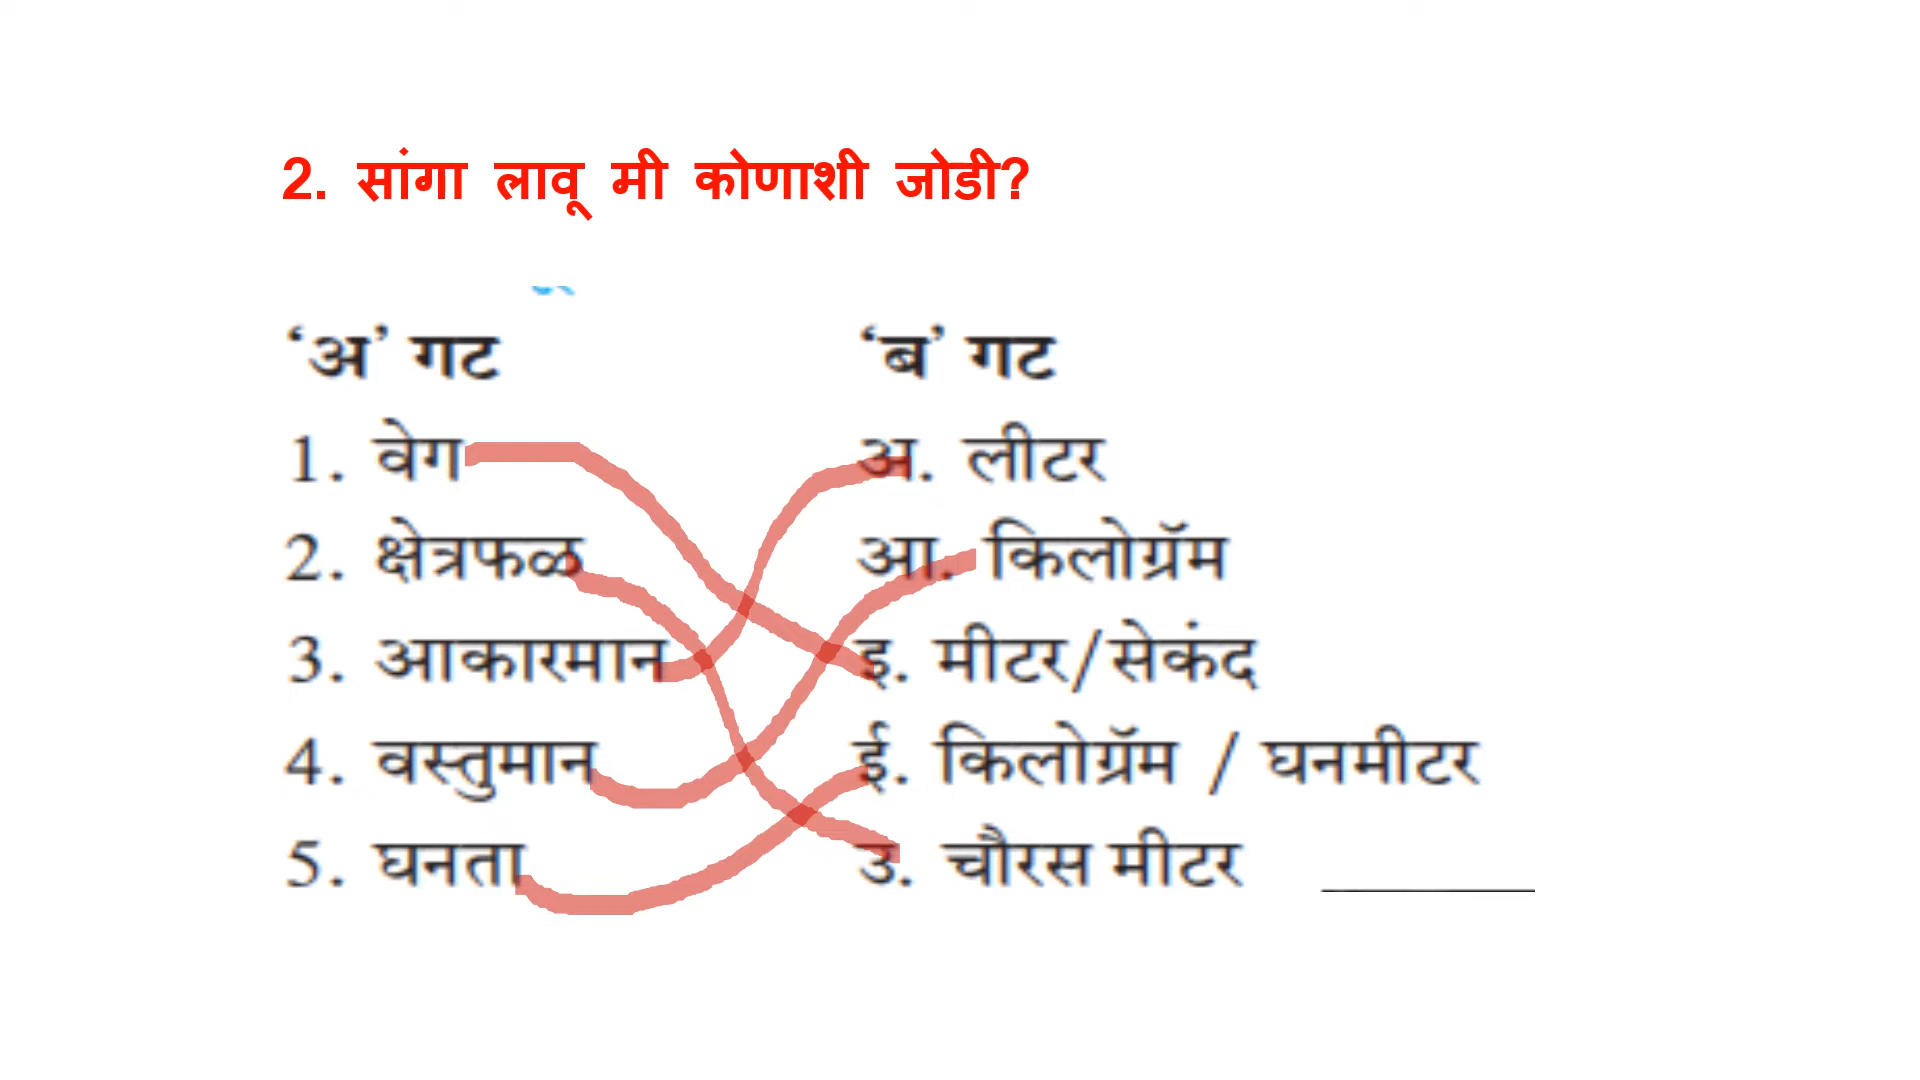 2. सांगा लावू मी कोणाशी जोडी?
‘अ’ गट ‘ब’ गट
1. वेग अ. लीटर
2. क्षेत्रफळ आ. किलोग्रॅम
3. आकारमान इ. मीटर/सेकंद
4. वस्तुमान ई. किलोग्रॅम / घनमीटर
5. घनता उ. चौरस मीटर